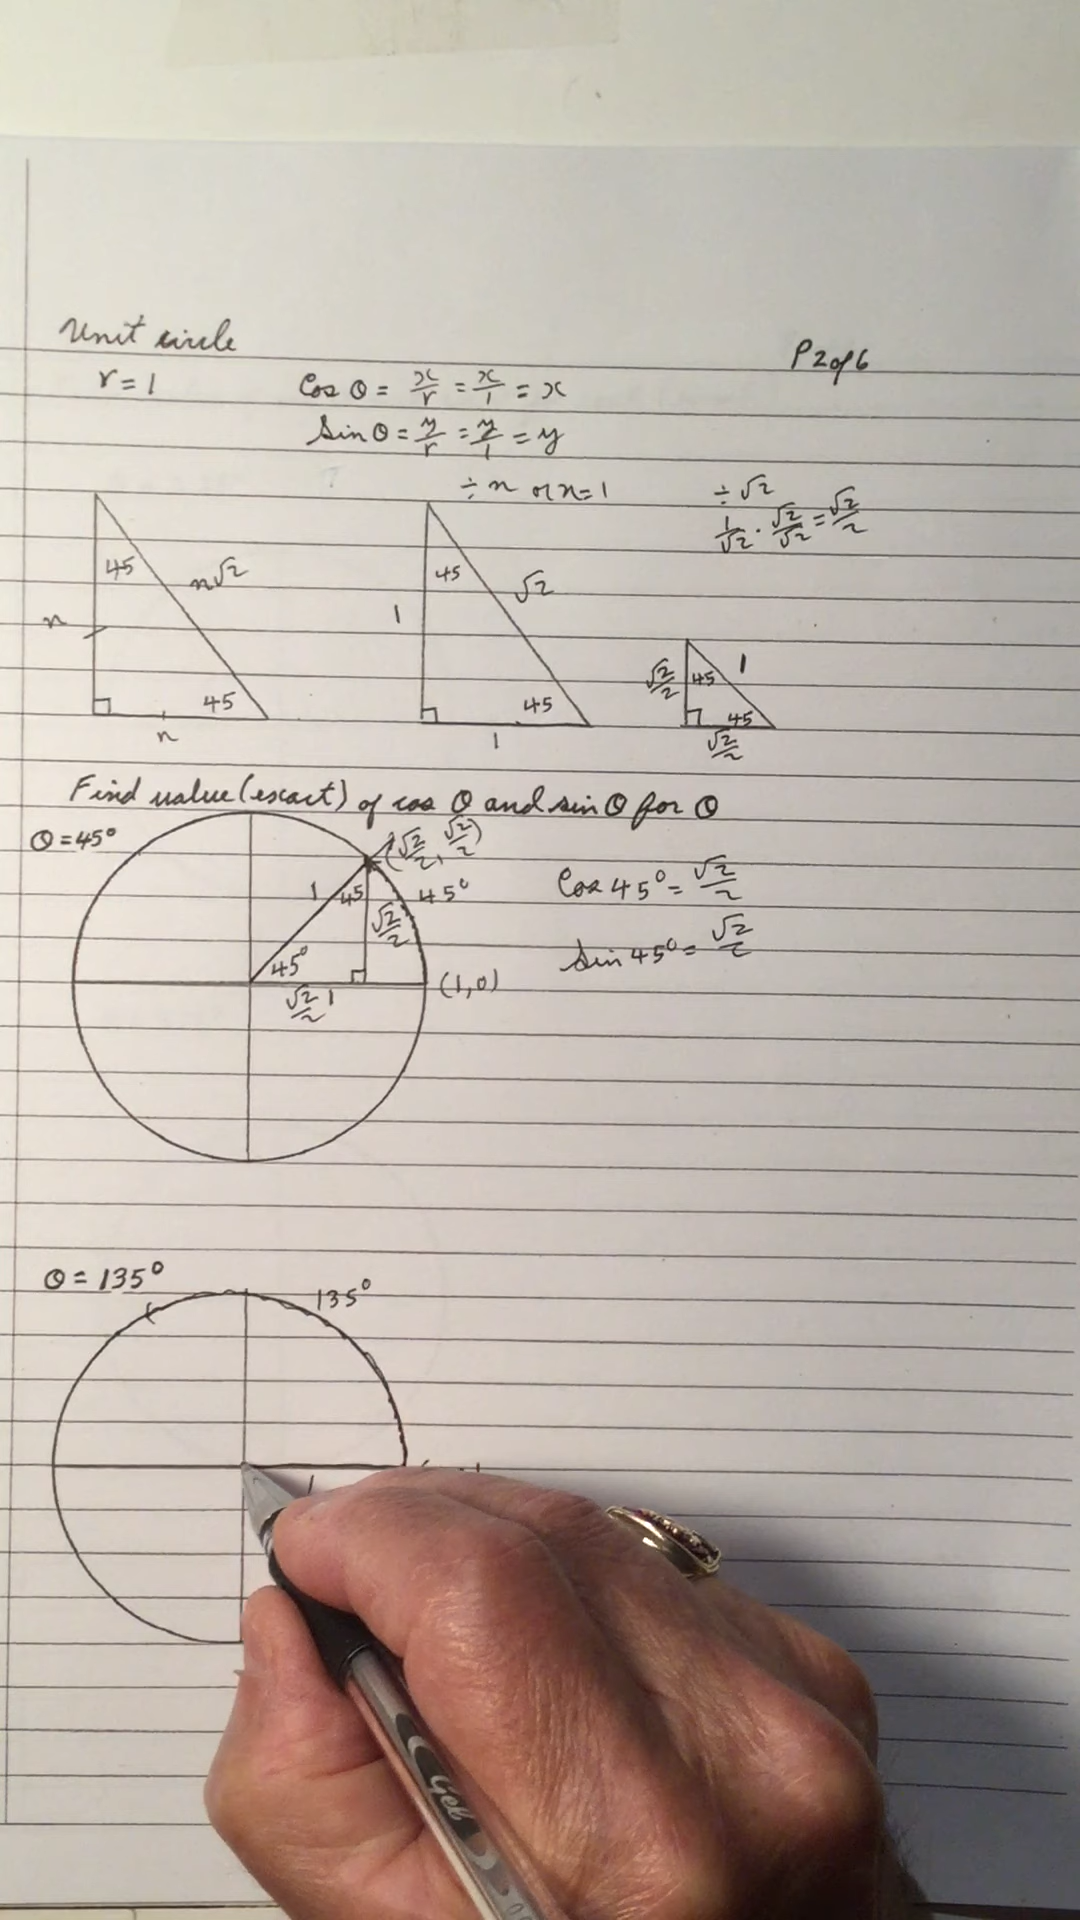 Unit circle
P2 of 6
r = 1
Cos θ = x/r = x/1 = x
Sin θ = y/r = y/1 = y
÷ n or n = 1
÷ √2
1/√2 · √2/√2 = √2/2
45
n√2
n
45
n
45
√2
1
45
1
√2/2
45
1
45
√2/2
Find value (exact) of cos θ and sin θ for θ
θ = 45°
(√2/2, √2/2)
1
45
√2/2
45°
45°
√2/2
1
(1,0)
Cos 45° = √2/2
Sin 45° = √2/2
θ = 135°
135°
Gel